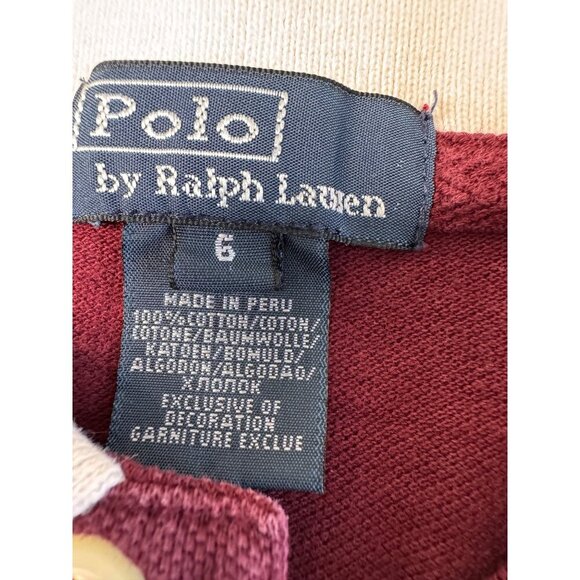 Polo
by Ralph Lauren
6
MADE IN PERU
100% COTTON/COTON/
COTONE/BAUMWOLLE/
KATOEN/BOMULD/
ALGODON/ALGODAO/
ХЛОПОК
EXCLUSIVE OF
DECORATION
GARNITURE EXCLUE